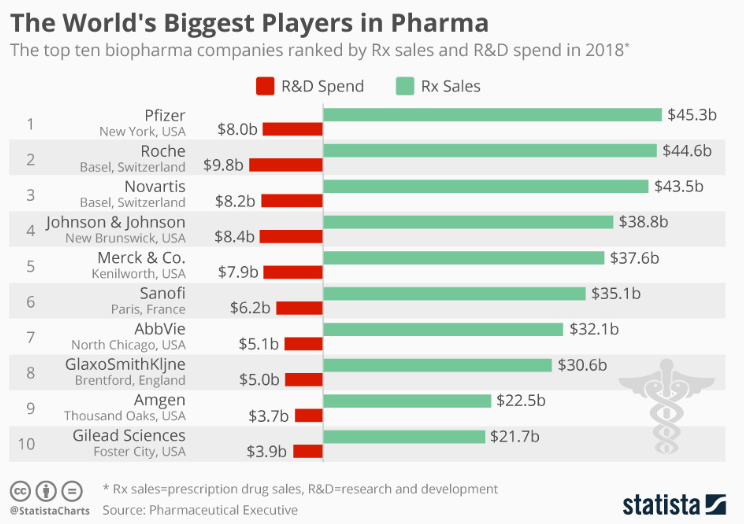 The World's Biggest Players in Pharma
The top ten biopharma companies ranked by Rx sales and R&D spend in 2018*
R&D Spend Rx Sales
1 Pfizer
New York, USA $8.0b $45.3b
2 Roche
Basel, Switzerland $9.8b $44.6b
3 Novartis
Basel, Switzerland $8.2b $43.5b
4 Johnson & Johnson
New Brunswick, USA $8.4b $38.8b
5 Merck & Co.
Kenilworth, USA $7.9b $37.6b
6 Sanofi
Paris, France $6.2b $35.1b
7 AbbVie
North Chicago, USA $5.1b $32.1b
8 GlaxoSmithKljne
Brentford, England $5.0b $30.6b
9 Amgen
Thousand Oaks, USA $3.7b $22.5b
10 Gilead Sciences
Foster City, USA $3.9b $21.7b
* Rx sales=prescription drug sales, R&D=research and development
@StatistaCharts Source: Pharmaceutical Executive
cc
statista